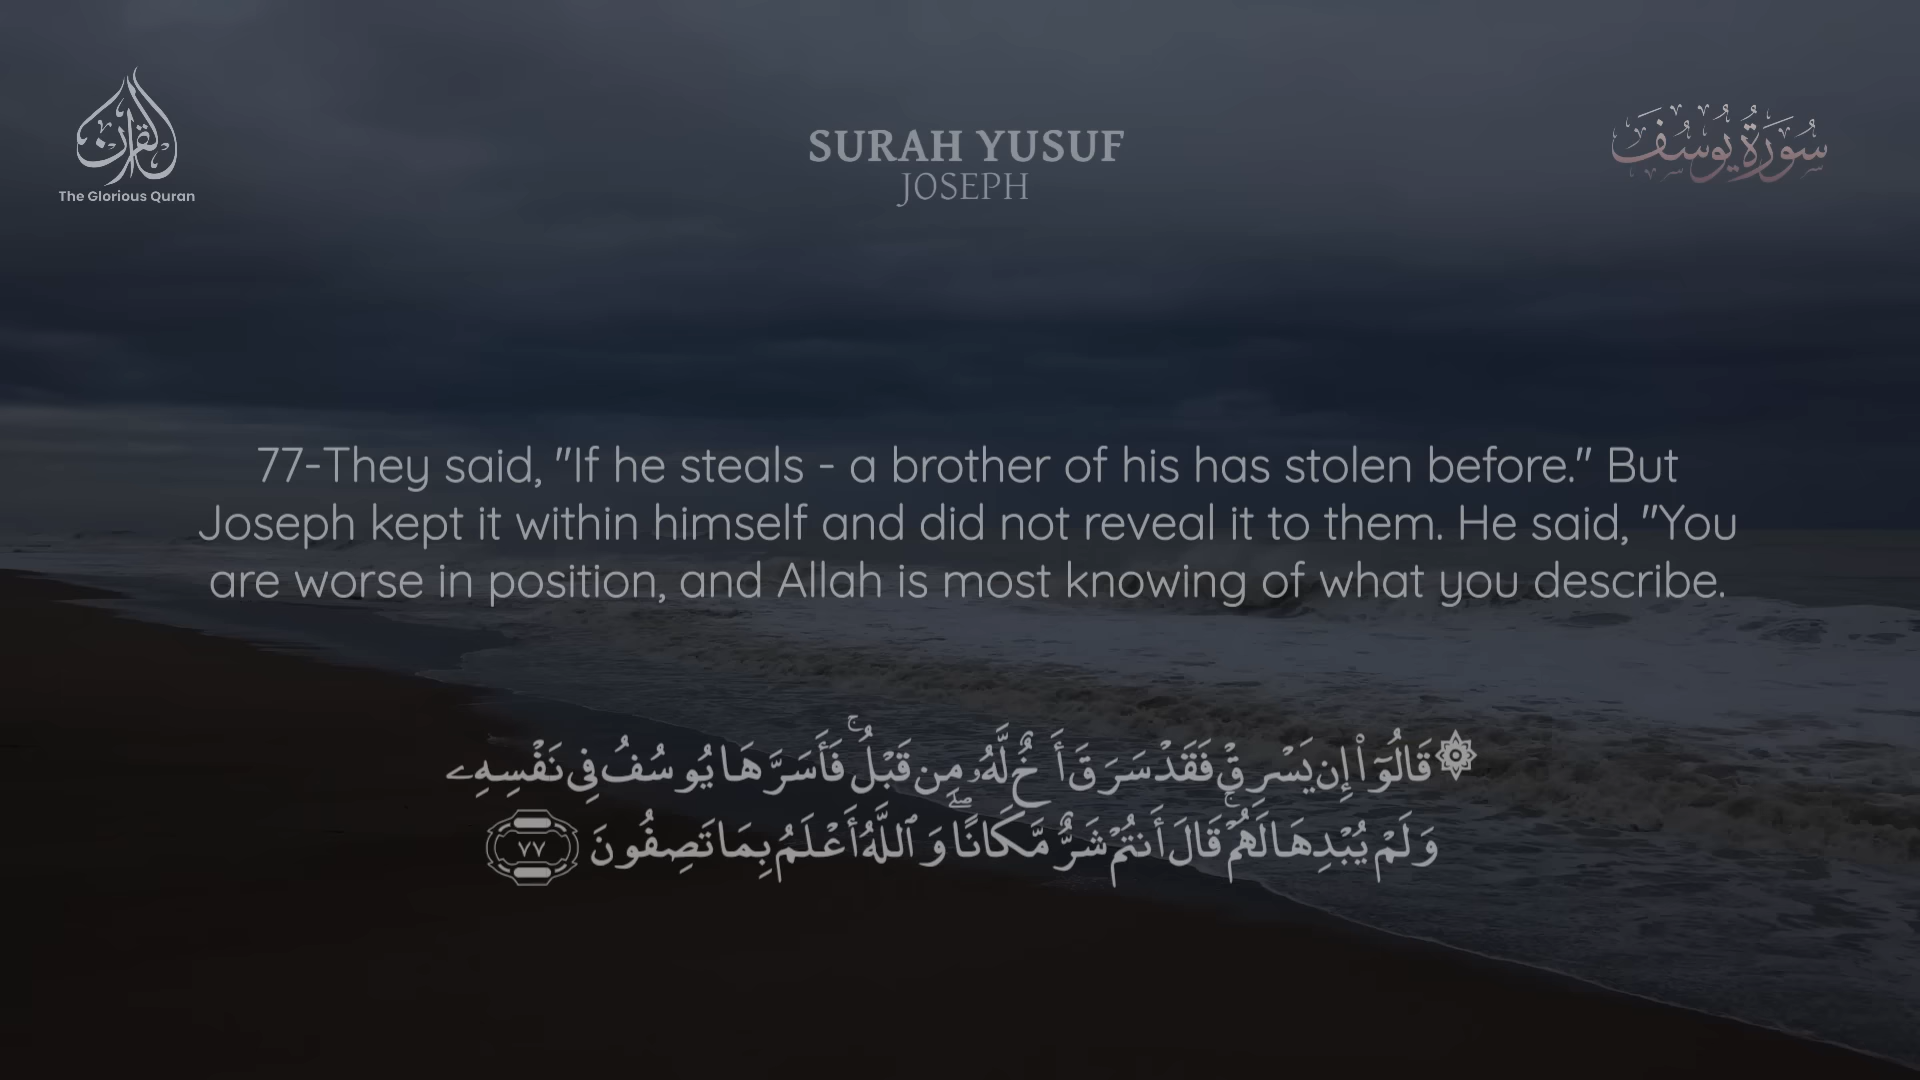 القرآن
The Glorious Quran
SURAH YUSUF
JOSEPH
سُورَةُ يُوسُفَ
77-They said, "If he steals - a brother of his has stolen before." But
Joseph kept it within himself and did not reveal it to them. He said, "You
are worse in position, and Allah is most knowing of what you describe.
۞ قَالُوٓا۟ إِن يَسْرِقْ فَقَدْ سَرَقَ أَخٌ لَّهُۥ مِن قَبْلُ ۚ فَأَسَرَّهَا يُوسُفُ فِى نَفْسِهِۦ
وَلَمْ يُبْدِهَا لَهُمْ ۚ قَالَ أَنتُمْ شَرٌّ مَّكَانًا ۖ وَٱللَّهُ أَعْلَمُ بِمَا تَصِفُونَ ٧٧